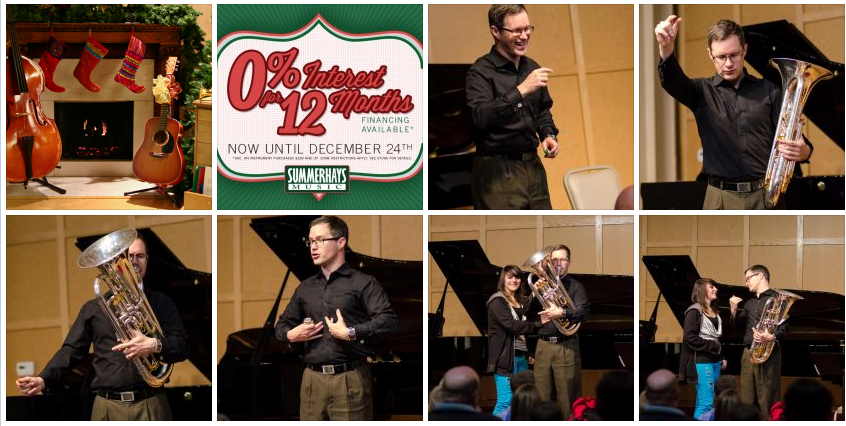 0% Interest
for 12 Months
FINANCING
AVAILABLE*
NOW UNTIL DECEMBER 24TH
SUMMERHAYS
MUSIC